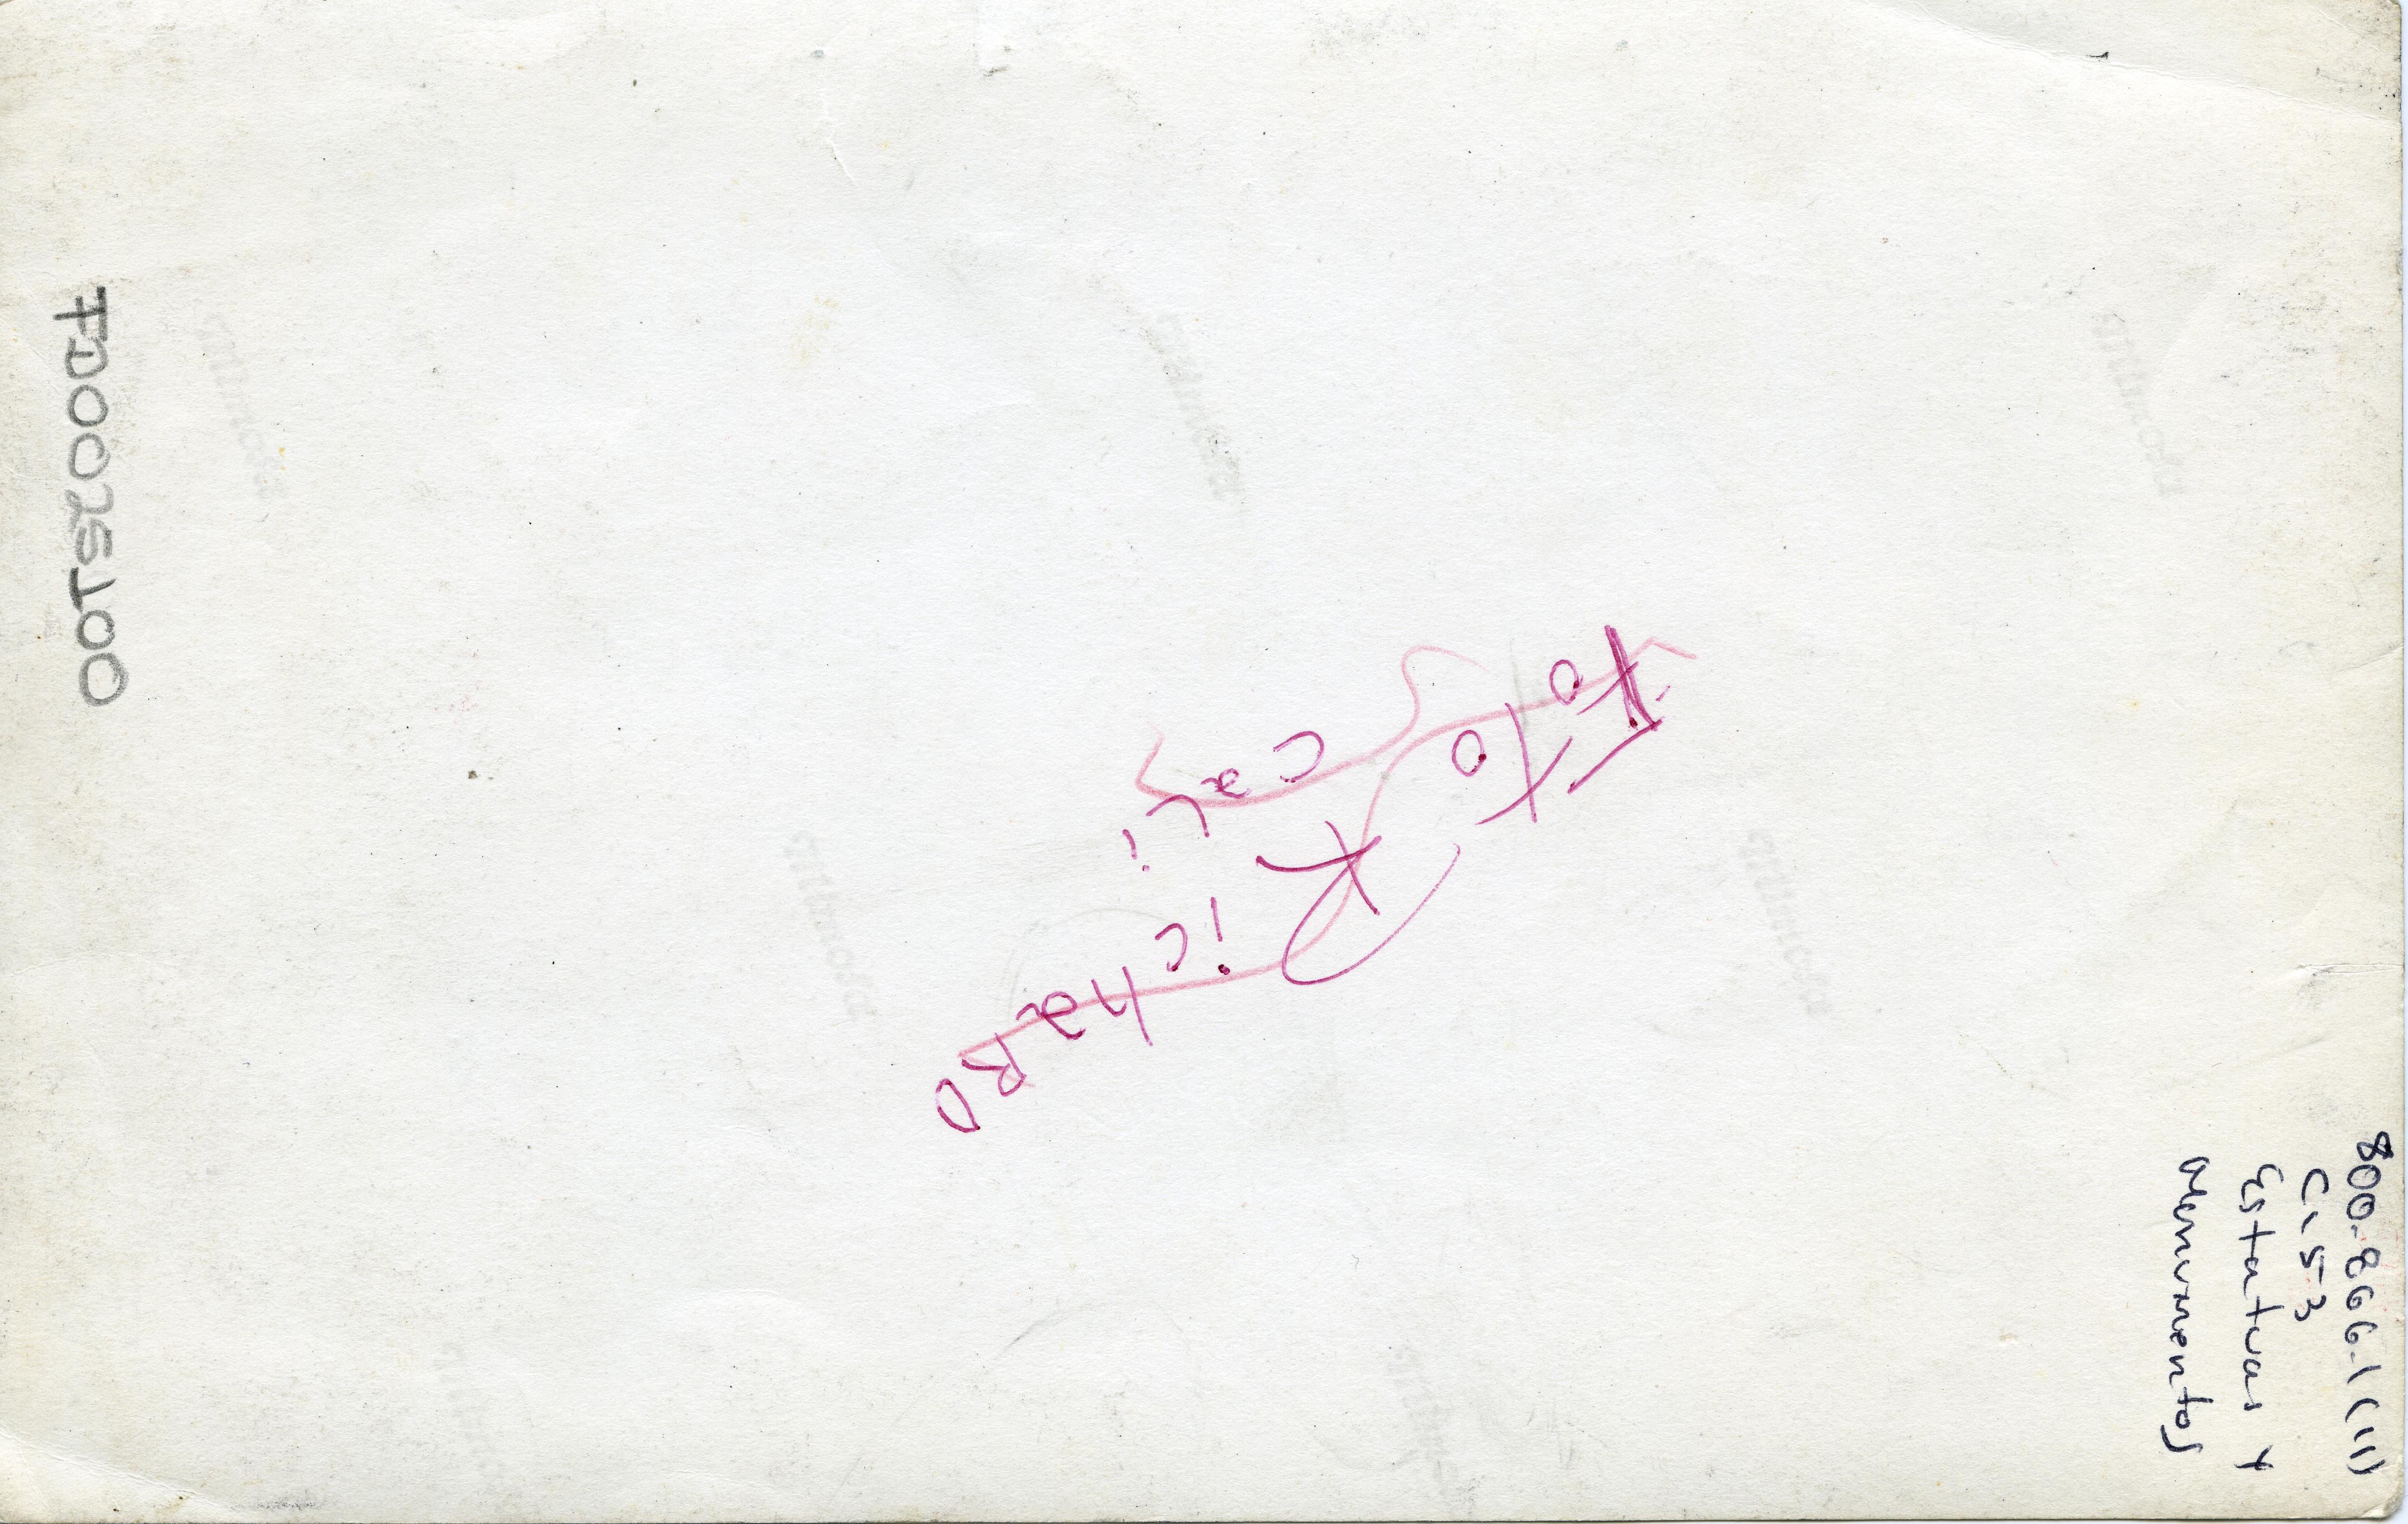 FD0025100
Foto RichaRD
Cali
800-866.1 (11)
C.5-3
Estatuas y
Monumentos